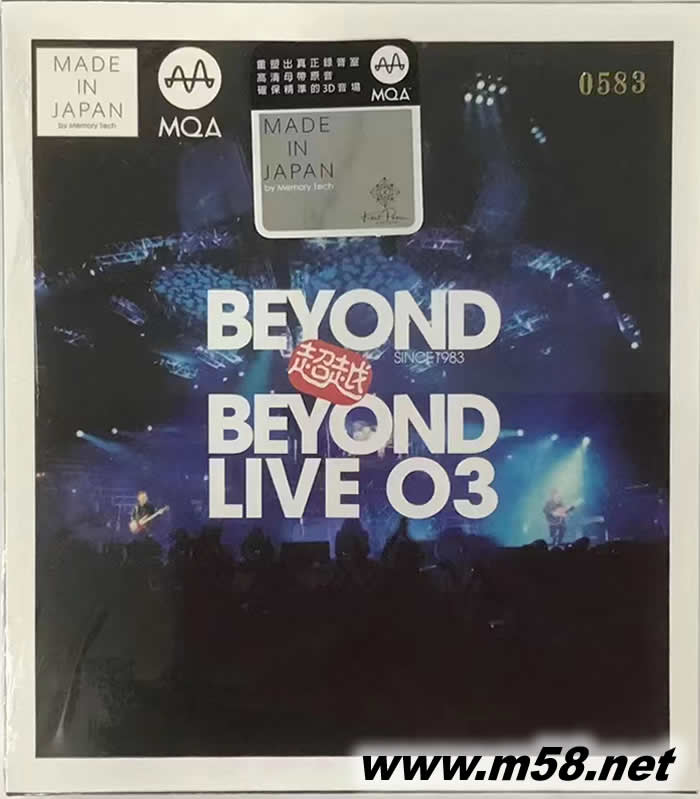 MADE
IN
JAPAN
by Memory Tech
MQA
重塑出真正錄音室
高清母帶原音
確保精準的3D音場
MQA
MADE
IN
JAPAN
by Memory Tech
0583
BEYOND
SINCE1983
超越
BEYOND
LIVE 03
www.m58.net